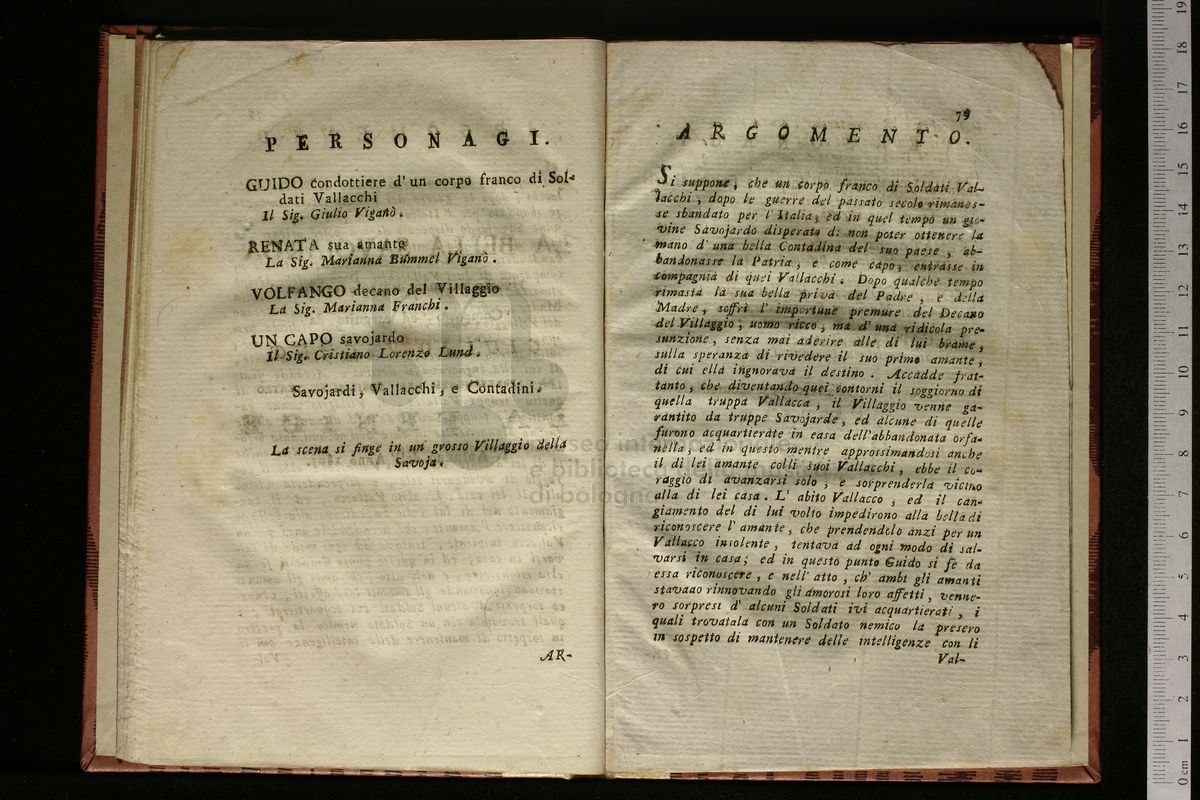 PERSONAGI.
GUIDO condottiere d' un corpo franco di Sol-
dati Vallacchi
Il Sig. Giulio Viganò.
RENATA sua amante
La Sig. Marianna Bümmel Viganò.
VOLFANGO decano del Villaggio
La Sig. Marianna Franchi.
UN CAPO savojardo
Il Sig. Cristiano Lorenzo Lund.
Savojardi, Vallacchi, e Contadini.
La scena si finge in un grosso Villaggio della
Savoja.
AR-
79
ARGOMENTO.
Si suppone, che un corpo franco di Soldati Val-
lacchi, dopo le guerre del passato secolo rimanes-
se sbandato per l' Italia, ed in quel tempo un gio-
vine Savojardo disperato di non poter ottenere la
mano d' una bella Contadina del suo paese, ab-
bandonasse la Patria, e come capo, entrasse in
compagnia di quei Vallacchi. Dopo qualche tempo
rimasta la sua bella priva del Padre, e della
Madre, soffrì l' importune premure del Decano
del Villaggio, uomo ricco, ma d' una ridicola pre-
sunzione, senza mai aderire alle di lui brame,
sulla speranza di rivedere il suo primo amante,
di cui ella ingnorava il destino. Accadde frat-
tanto, che diventando quei contorni il soggiorno di
quella truppa Vallacca, il Villaggio venne ga-
rantito da truppe Savojarde, ed alcune di quelle
furono acquartierate in casa dell'abbandonata orfa-
nella, ed in questo mentre approssimandosi anche
il di lei amante colli suoi Vallacchi, ebbe il co-
raggio di avanzarsi solo, e sorprenderla vicino
alla di lei casa. L' abito Vallacco, ed il can-
giamento del di lui volto impedirono alla bella di
riconoscere l' amante, che prendendolo anzi per un
Vallacco insolente, tentava ad ogni modo di sal-
varsi in casa; ed in questo punto Guido si fe da
essa riconoscere, e nell' atto, ch' ambi gli amanti
stavano rinnovando gli amorosi loro affetti, venne-
ro sorpresi d' alcuni Soldati ivi acquartierati, i
quali trovatala con un Soldato nemico la presero
in sospetto di mantenere delle intelligenze con li
Val-